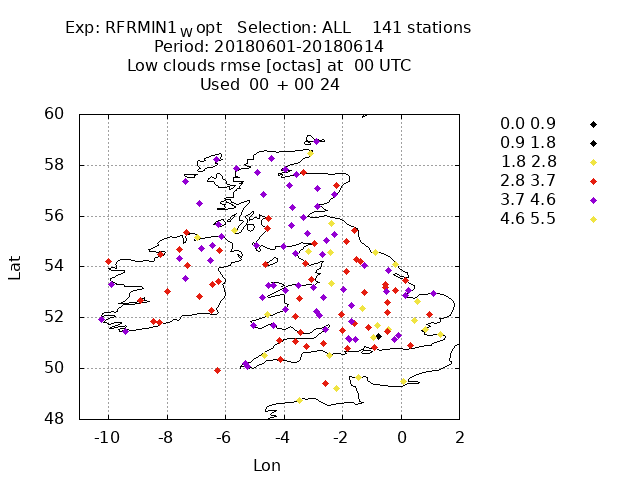 Exp: RFRMIN1 W opt Selection: ALL 141 stations
Period: 20180601-20180614
Low clouds rmse [octas] at 00 UTC
Used 00 + 00 24
60
58
56
54
52
50
48
Lat
-10 -8 -6 -4 -2 0 2
Lon
0.0 0.9
0.9 1.8
1.8 2.8
2.8 3.7
3.7 4.6
4.6 5.5